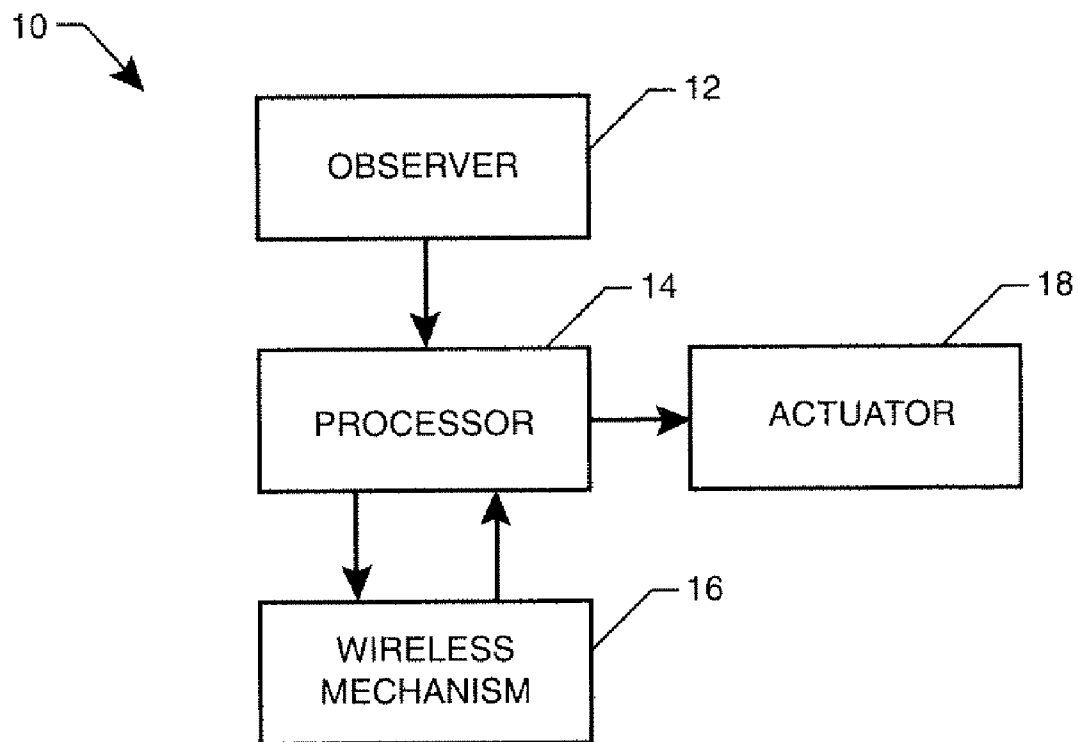 10
12
OBSERVER
14
18
PROCESSOR
ACTUATOR
16
WIRELESS
MECHANISM